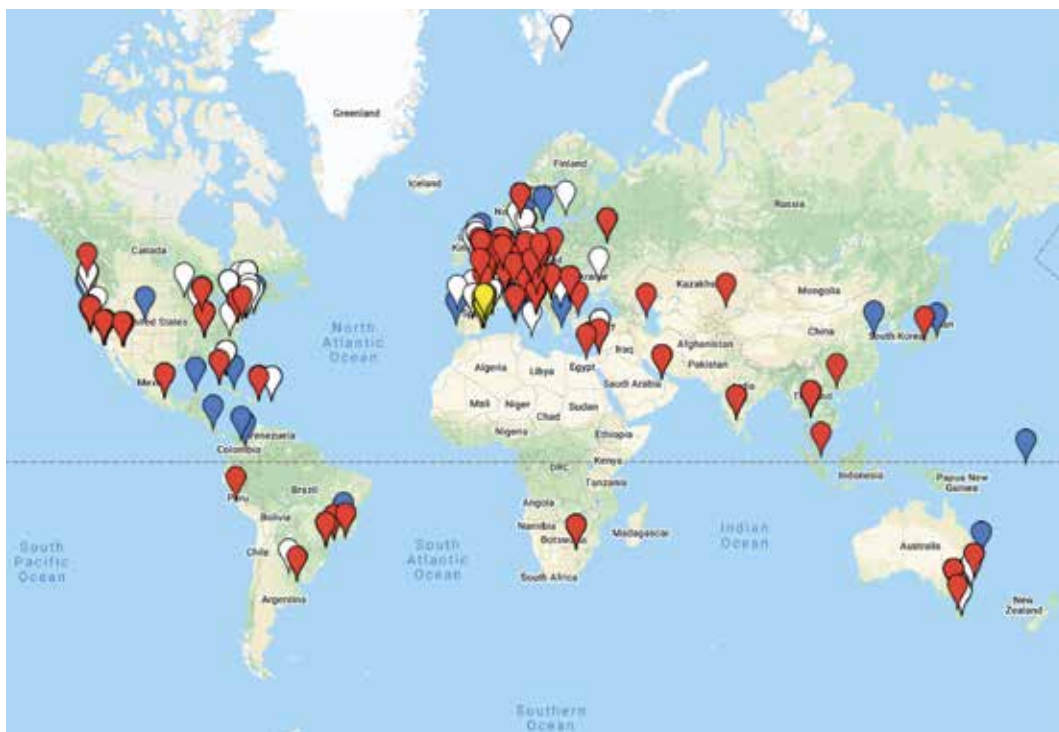 Greenland
Iceland
Finland
Russia
Canada
Kazakh
Mongolia
North
Atlantic
Ocean
United States
South Korea
China
Afghanistan
Iraq
Pakistan
Algeria
Libya
Egypt
Saudi Arabia
Mali
Niger
Chad
Sudan
Nigeria
Ethiopia
Venezuela
Colombia
DRC
Kenya
Tanzania
Indonesia
Papua New
Guinea
Peru
Brazil
Bolivia
Angola
Namibia
Botswana
Madagascar
Indian
Ocean
South
Pacific
Ocean
Chile
South
Atlantic
Ocean
South Africa
Australia
Argentina
New
Zealand
Southern
Ocean